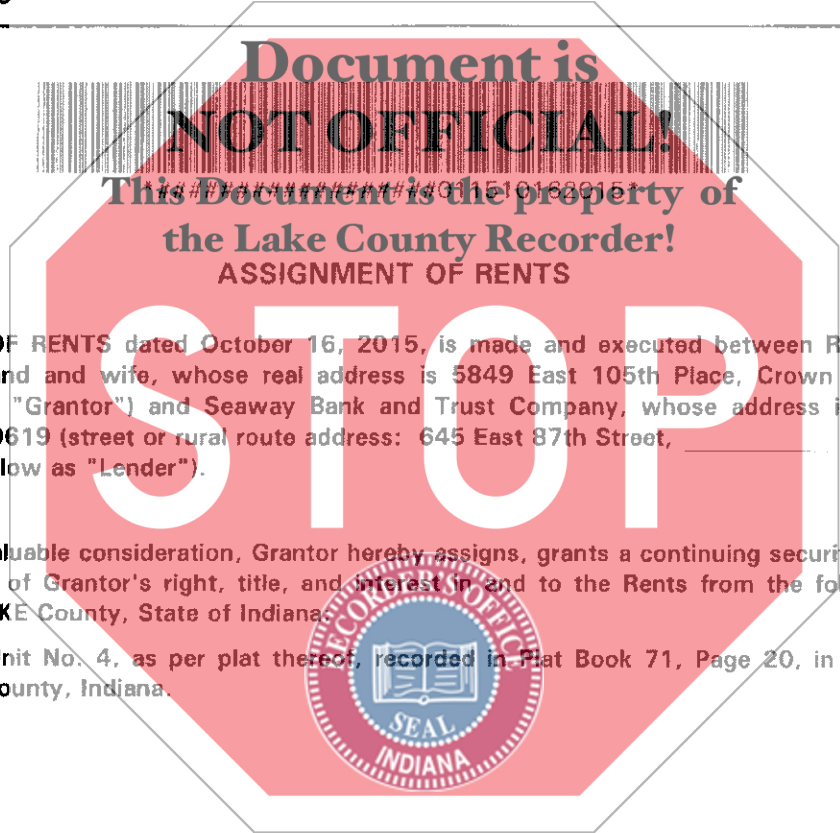 Document is
NOT OFFICIAL!
This Document is the property of
the Lake County Recorder!
ASSIGNMENT OF RENTS
STOP
OF RENTS dated October 16, 2015, is made and executed between R
nd and wife, whose real address is 5849 East 105th Place, Crown
"Grantor") and Seaway Bank and Trust Company, whose address i
0619 (street or rural route address: 645 East 87th Street,
low as "Lender").
luable consideration, Grantor hereby assigns, grants a continuing securi
of Grantor's right, title, and interest in and to the Rents from the fo
KE County, State of Indiana:
nit No. 4, as per plat thereof, recorded in Plat Book 71, Page 20, in
ounty, Indiana.
RECORDER'S OFFICE
SEAL
INDIANA